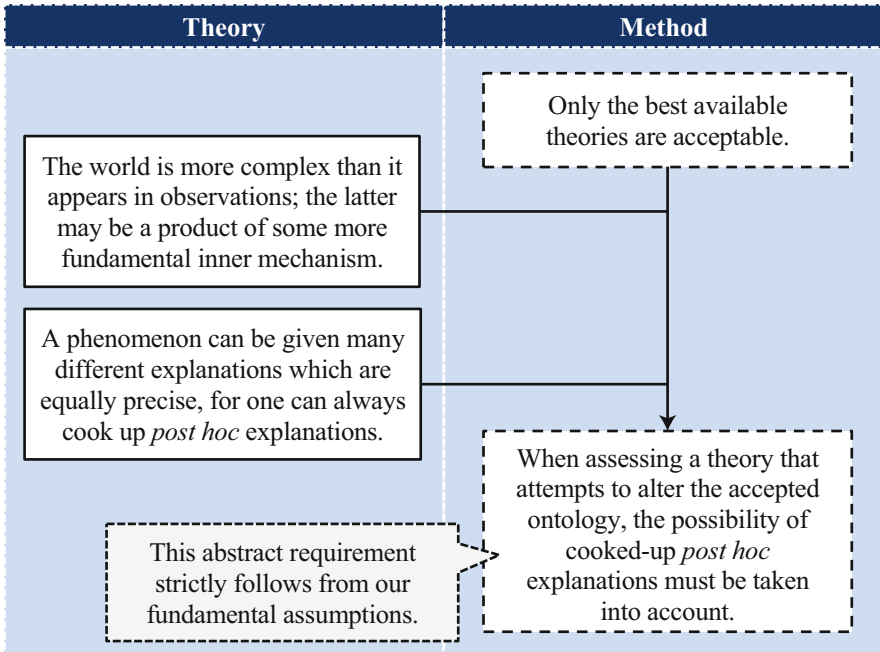 Theory
Method
Only the best available
theories are acceptable.
The world is more complex than it
appears in observations; the latter
may be a product of some more
fundamental inner mechanism.
A phenomenon can be given many
different explanations which are
equally precise, for one can always
cook up post hoc explanations.
When assessing a theory that
attempts to alter the accepted
ontology, the possibility of
cooked-up post hoc
explanations must be taken
into account.
This abstract requirement
strictly follows from our
fundamental assumptions.